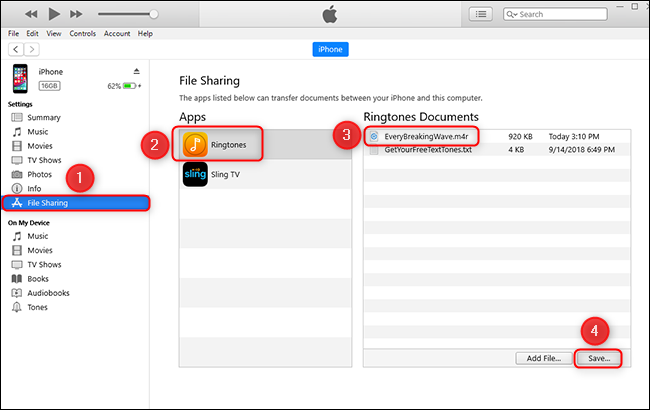 Search
File Edit View Controls Account Help
iPhone
iPhone
16GB 62%
Settings
Summary
Music
Movies
TV Shows
Photos
Info
File Sharing
On My Device
Music
Movies
TV Shows
Books
Audiobooks
Tones
1
File Sharing
The apps listed below can transfer documents between your iPhone and this computer.
Apps
2
Ringtones
sling
Sling TV
Ringtones Documents
3
EveryBreakingWave.m4r 920 KB Today 3:10 PM
GetYourFreeTextTones.txt 4 KB 9/14/2018 6:49 PM
4
Add File... Save...